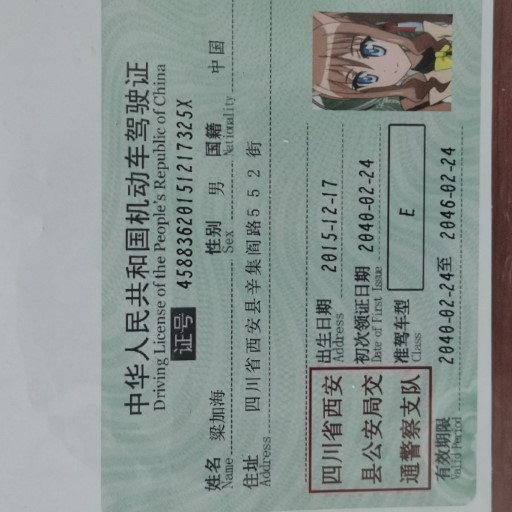 中华人民共和国机动车驾驶证
Driving License of the People's Republic of China
证号 45883620151217325X
姓名 梁加海 性别 男 国籍 中国
Name Sex Nationality
住址 四川省西安县辛集阎路552街
Address
出生日期 2015-12-17
Address
初次领证日期 2040-02-24
Date of First Issue
准驾车型 E
Class
四川省西安
县公安局交
通警察支队
有效期限 2040-02-24至 2046-02-24
Valid Period